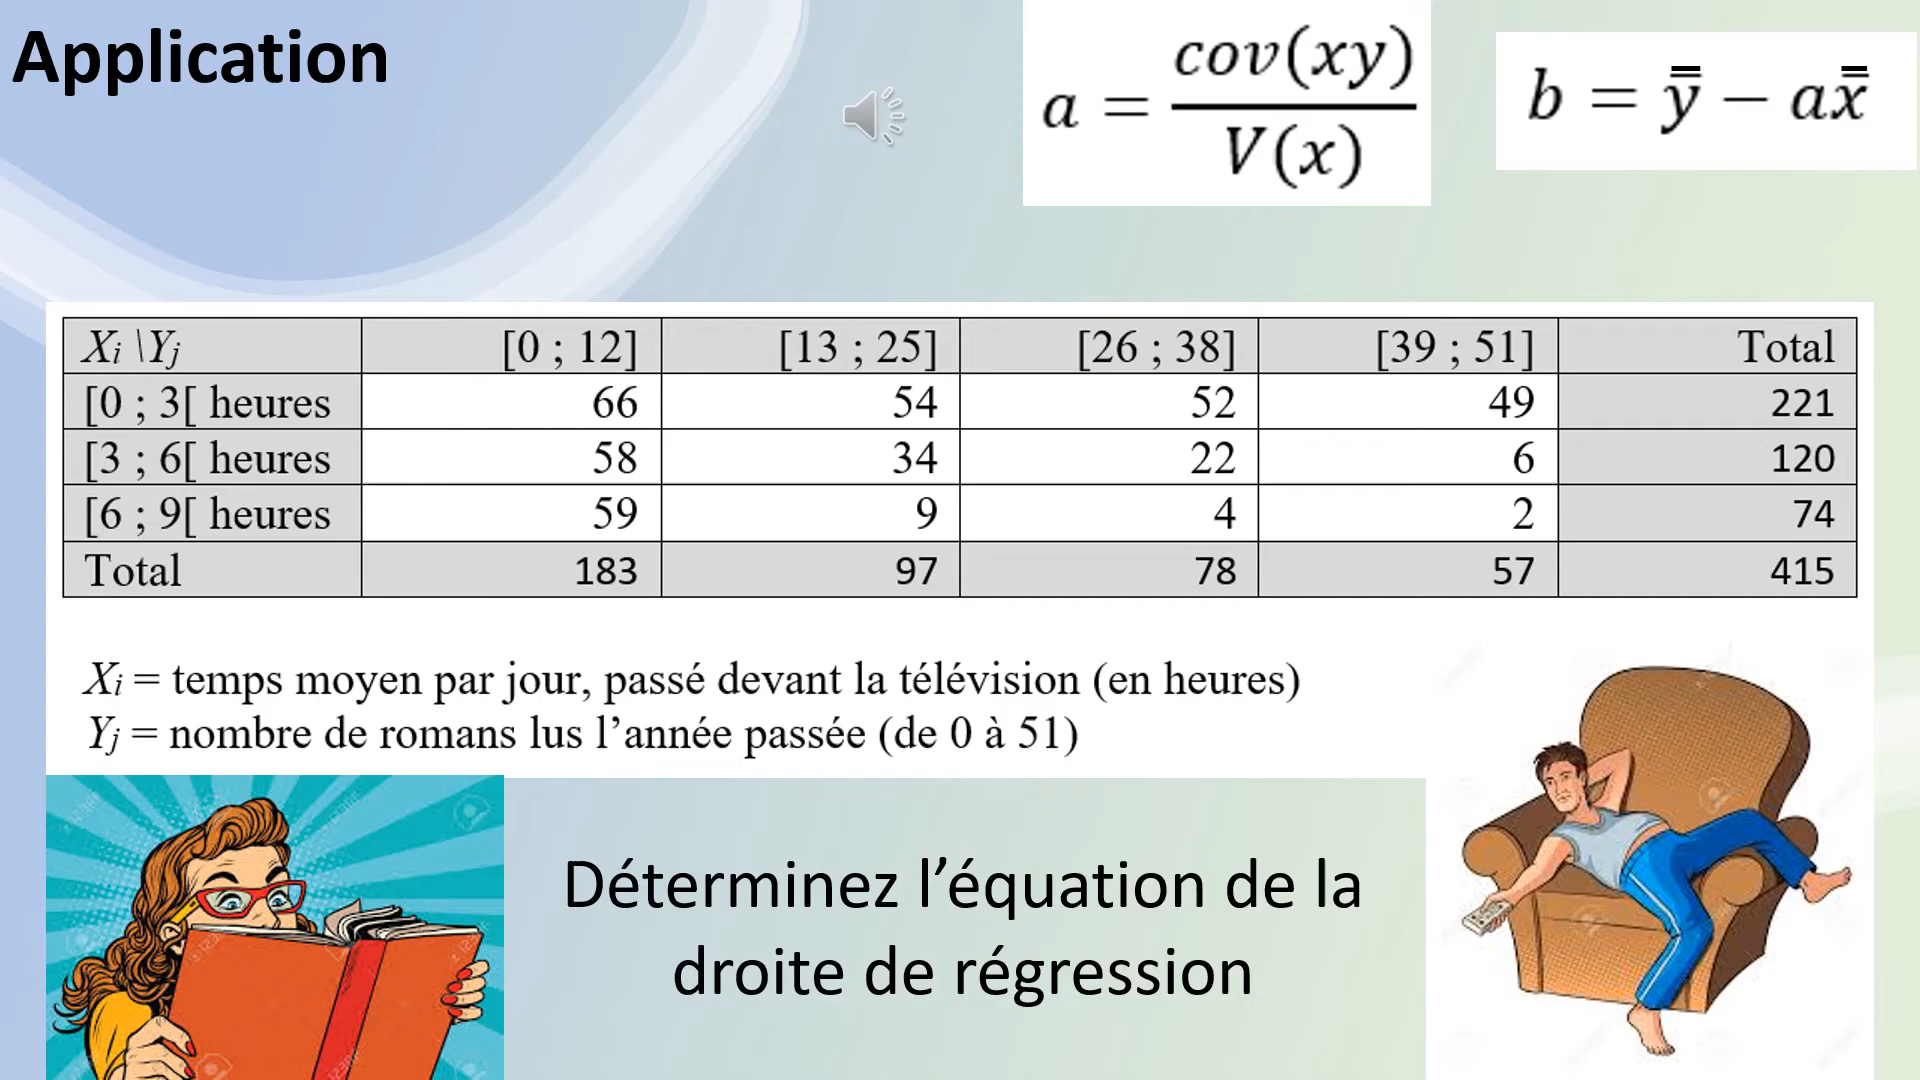 Application
a = cov(xy) / V(x)
b = y̿ − ax̿
Xi \Yj [0 ; 12] [13 ; 25] [26 ; 38] [39 ; 51] Total
[0 ; 3[ heures 66 54 52 49 221
[3 ; 6[ heures 58 34 22 6 120
[6 ; 9[ heures 59 9 4 2 74
Total 183 97 78 57 415
Xi = temps moyen par jour, passé devant la télévision (en heures)
Yj = nombre de romans lus l’année passée (de 0 à 51)
Déterminez l’équation de la
droite de régression